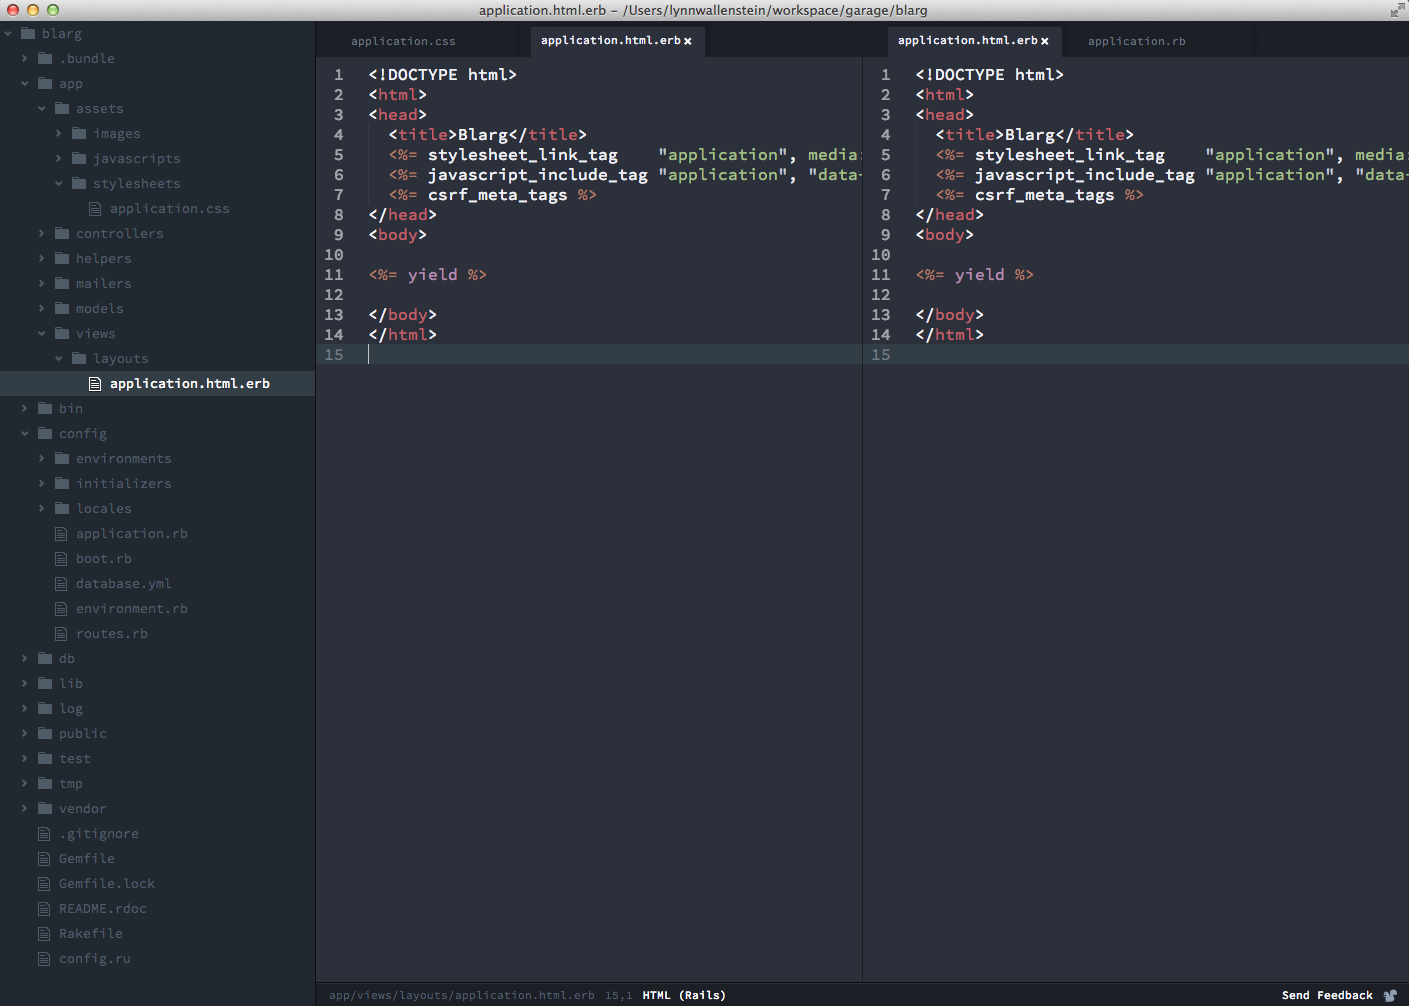 application.html.erb – /Users/lynnwallenstein/workspace/garage/blarg
blarg
.bundle
app
assets
images
javascripts
stylesheets
application.css
controllers
helpers
mailers
models
views
layouts
application.html.erb
bin
config
environments
initializers
locales
application.rb
boot.rb
database.yml
environment.rb
routes.rb
db
lib
log
public
test
tmp
vendor
.gitignore
Gemfile
Gemfile.lock
README.rdoc
Rakefile
config.ru
application.css application.html.erb ×
1 <!DOCTYPE html>
2 <html>
3 <head>
4   <title>Blarg</title>
5   <%= stylesheet_link_tag    "application", media:
6   <%= javascript_include_tag "application", "data-
7   <%= csrf_meta_tags %>
8 </head>
9 <body>
10
11 <%= yield %>
12
13 </body>
14 </html>
15
application.html.erb × application.rb
1 <!DOCTYPE html>
2 <html>
3 <head>
4   <title>Blarg</title>
5   <%= stylesheet_link_tag    "application", media:
6   <%= javascript_include_tag "application", "data-
7   <%= csrf_meta_tags %>
8 </head>
9 <body>
10
11 <%= yield %>
12
13 </body>
14 </html>
15
app/views/layouts/application.html.erb 15,1 HTML (Rails) Send Feedback